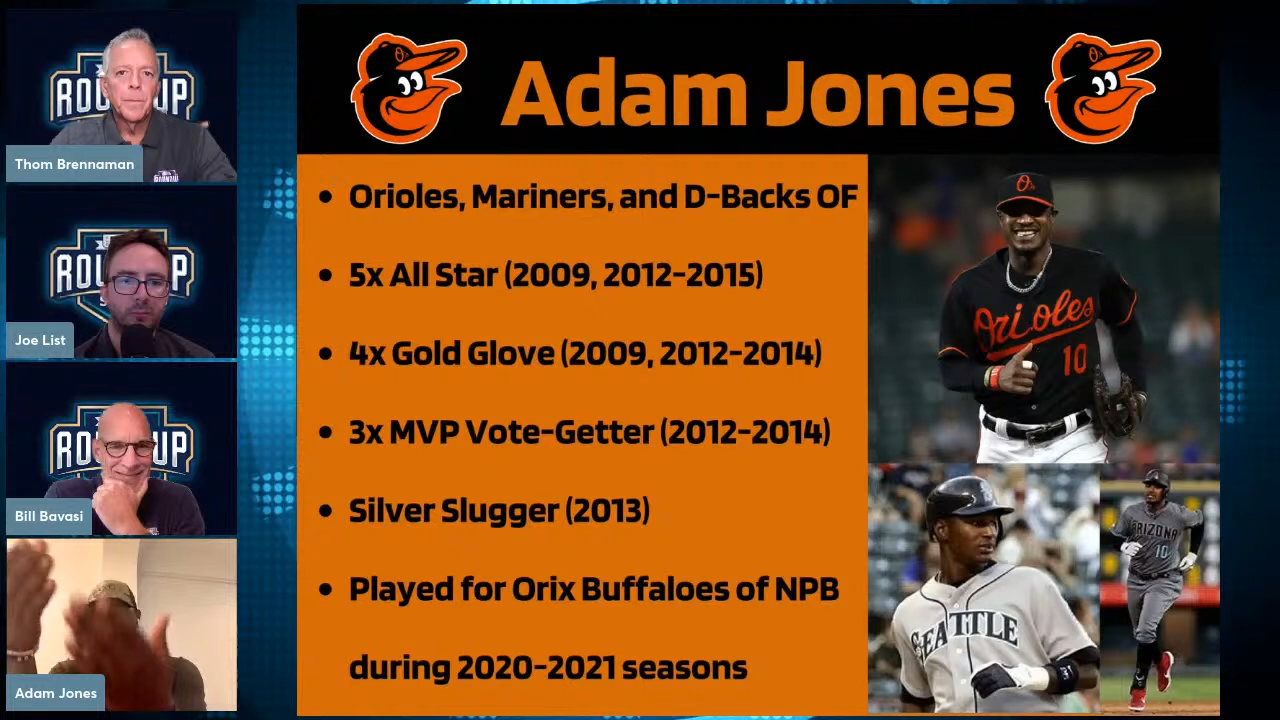 Adam Jones
• Orioles, Mariners, and D-Backs OF
• 5x All Star (2009, 2012-2015)
• 4x Gold Glove (2009, 2012-2014)
• 3x MVP Vote-Getter (2012-2014)
• Silver Slugger (2013)
• Played for Orix Buffaloes of NPB
during 2020-2021 seasons
Thom Brennaman
Joe List
Bill Bavasi
Adam Jones
Orioles
10
SEATTLE
ARIZONA
10